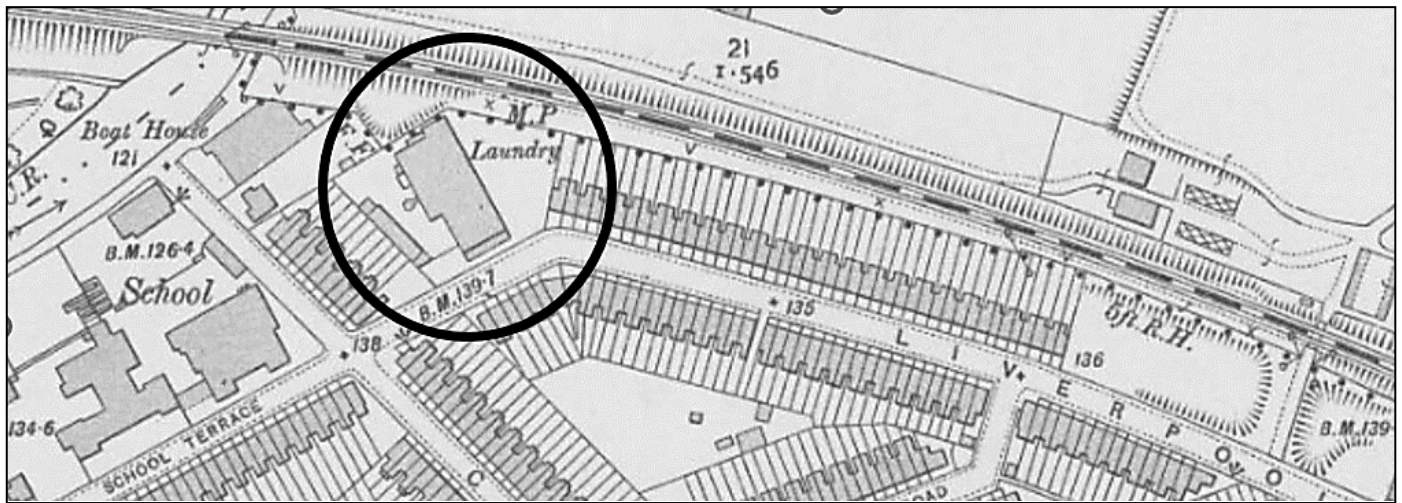 21
1.546
M.P
Boat House
121
Laundry
J.R.
B.M.126.4
School
B.M.139.7
135
138
L I V E R P O O
136
6ft. R.H.
B.M.139
134.6
SCHOOL TERRACE
C
ROAD